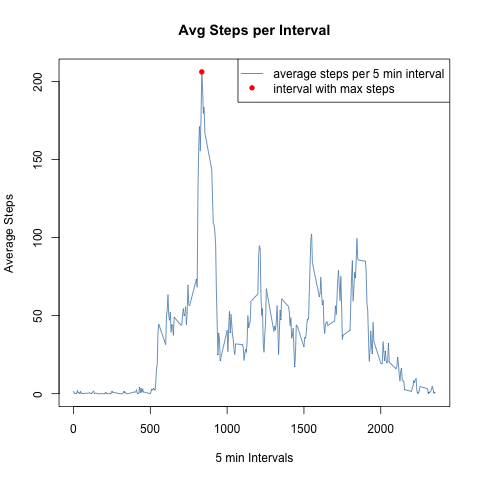 Avg Steps per Interval
average steps per 5 min interval
interval with max steps
Average Steps
200
150
100
50
0
0 500 1000 1500 2000
5 min Intervals